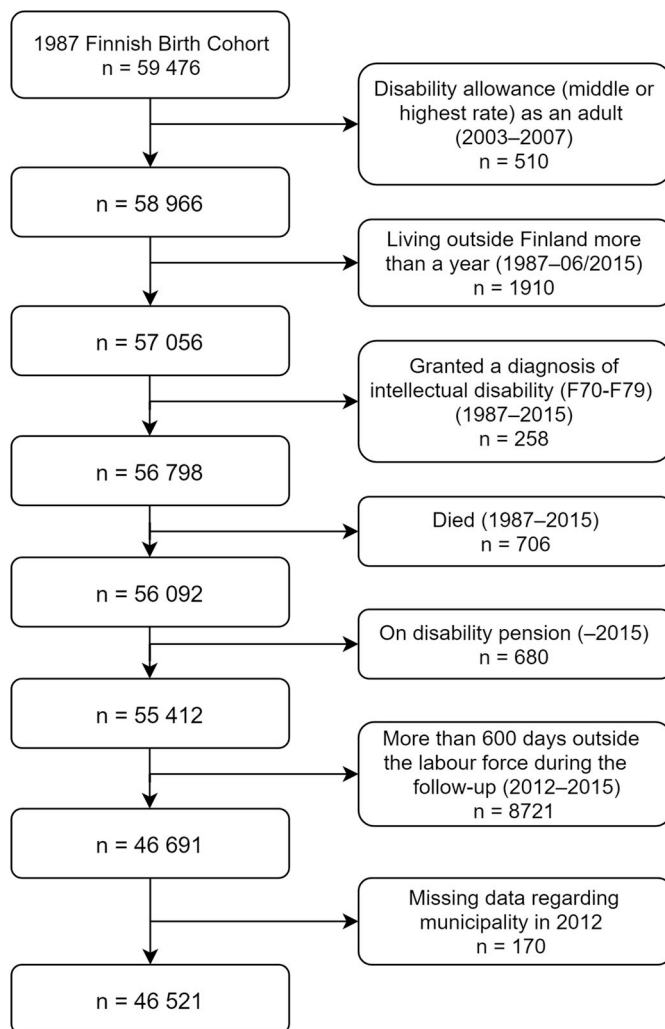 1987 Finnish Birth Cohort
n = 59 476
Disability allowance (middle or
highest rate) as an adult
(2003–2007)
n = 510
n = 58 966
Living outside Finland more
than a year (1987–06/2015)
n = 1910
n = 57 056
Granted a diagnosis of
intellectual disability (F70-F79)
(1987–2015)
n = 258
n = 56 798
Died (1987–2015)
n = 706
n = 56 092
On disability pension (–2015)
n = 680
n = 55 412
More than 600 days outside
the labour force during the
follow-up (2012–2015)
n = 8721
n = 46 691
Missing data regarding
municipality in 2012
n = 170
n = 46 521